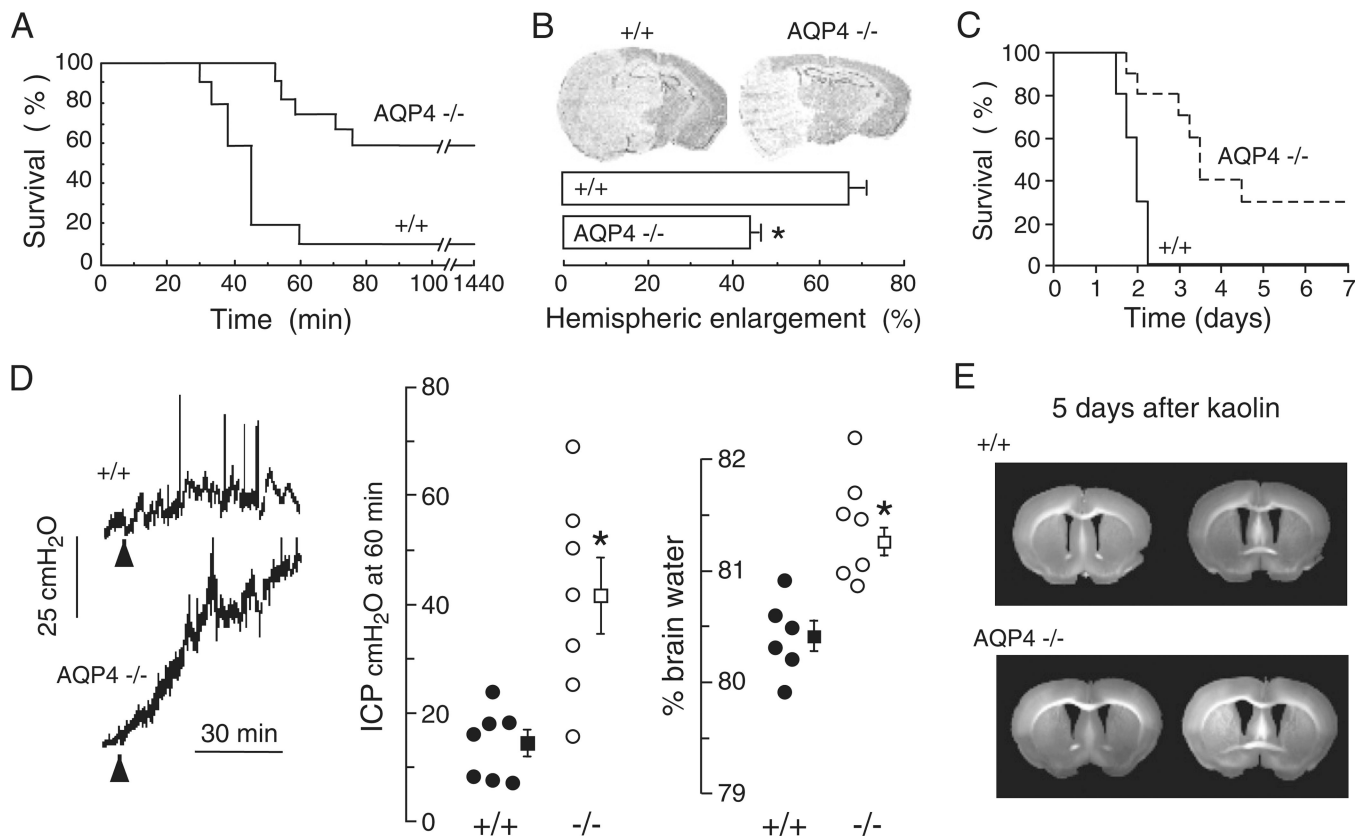 A
Survival (%)
100
80
60
40
20
0
AQP4 -/-
+/+
0 20 40 60 80 100 1440
Time (min)
B
+/+ AQP4 -/-
+/+
AQP4 -/- *
0 20 40 60 80
Hemispheric enlargement (%)
C
Survival (%)
100
80
60
40
20
0
AQP4 -/-
+/+
0 1 2 3 4 5 6 7
Time (days)
D
+/+
25 cmH2O
AQP4 -/-
30 min
ICP cmH2O at 60 min
80
60
40
20
0
*
+/+ -/-
% brain water
82
81
80
79
*
+/+ -/-
E
5 days after kaolin
+/+
AQP4 -/-